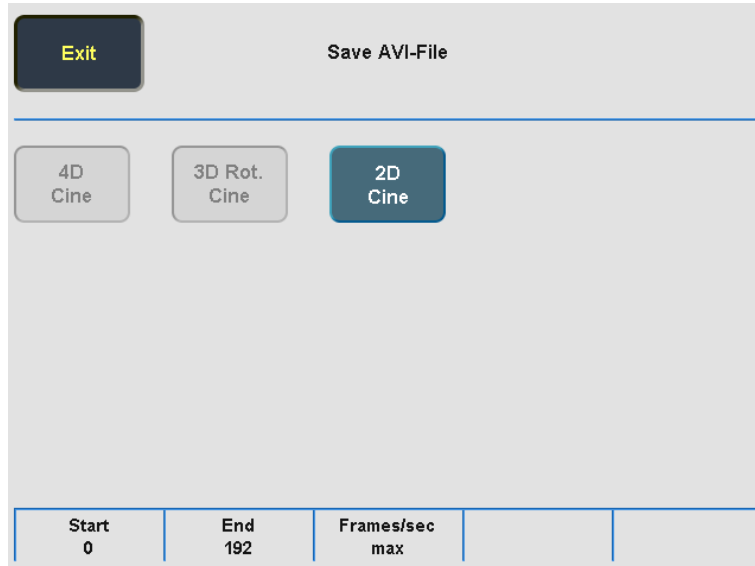 Exit
Save AVI-File
4D
Cine
3D Rot.
Cine
2D
Cine
Start
0
End
192
Frames/sec
max